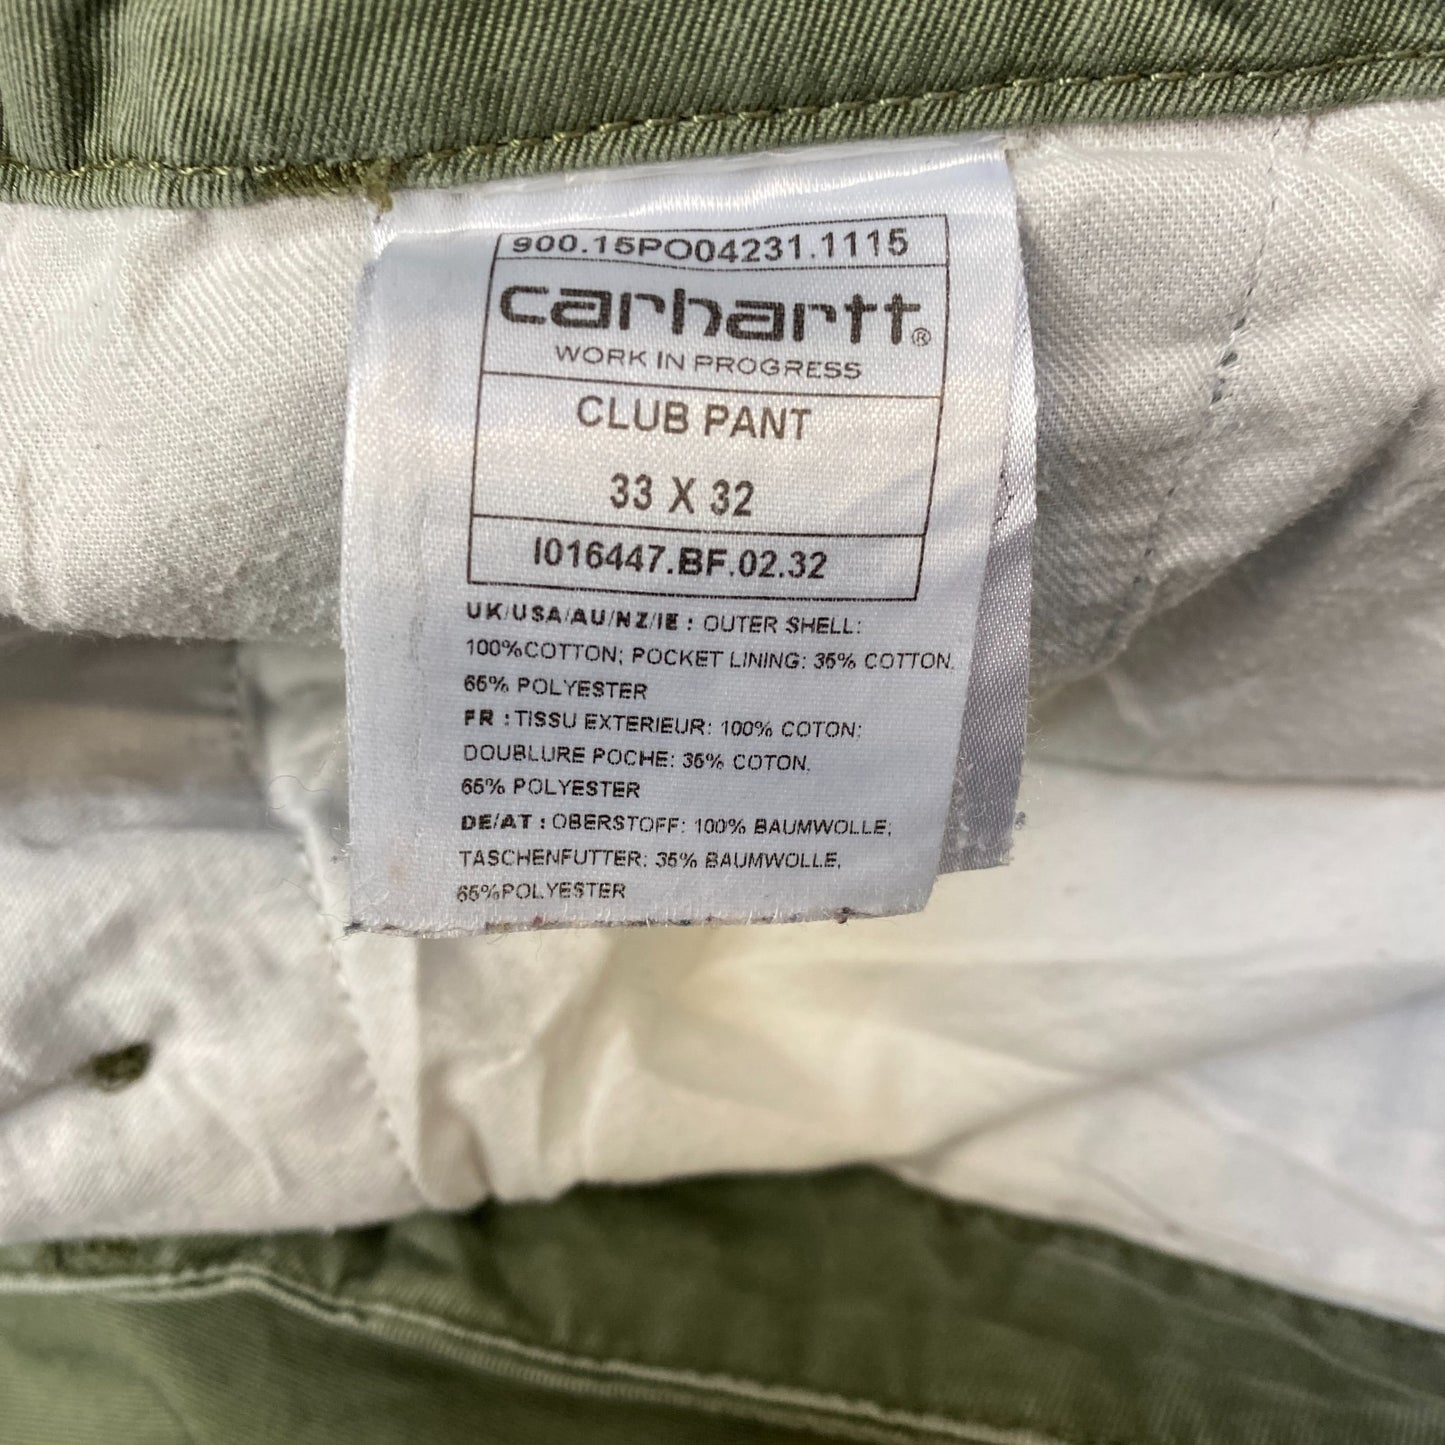 900.15PO04231.1115
carhartt®
WORK IN PROGRESS
CLUB PANT
33 X 32
I016447.BF.02.32
UK/USA/AU/NZ/IE : OUTER SHELL:
100%COTTON; POCKET LINING: 35% COTTON,
65% POLYESTER
FR : TISSU EXTERIEUR: 100% COTON;
DOUBLURE POCHE: 35% COTON,
65% POLYESTER
DE/AT : OBERSTOFF: 100% BAUMWOLLE;
TASCHENFUTTER: 35% BAUMWOLLE,
65%POLYESTER